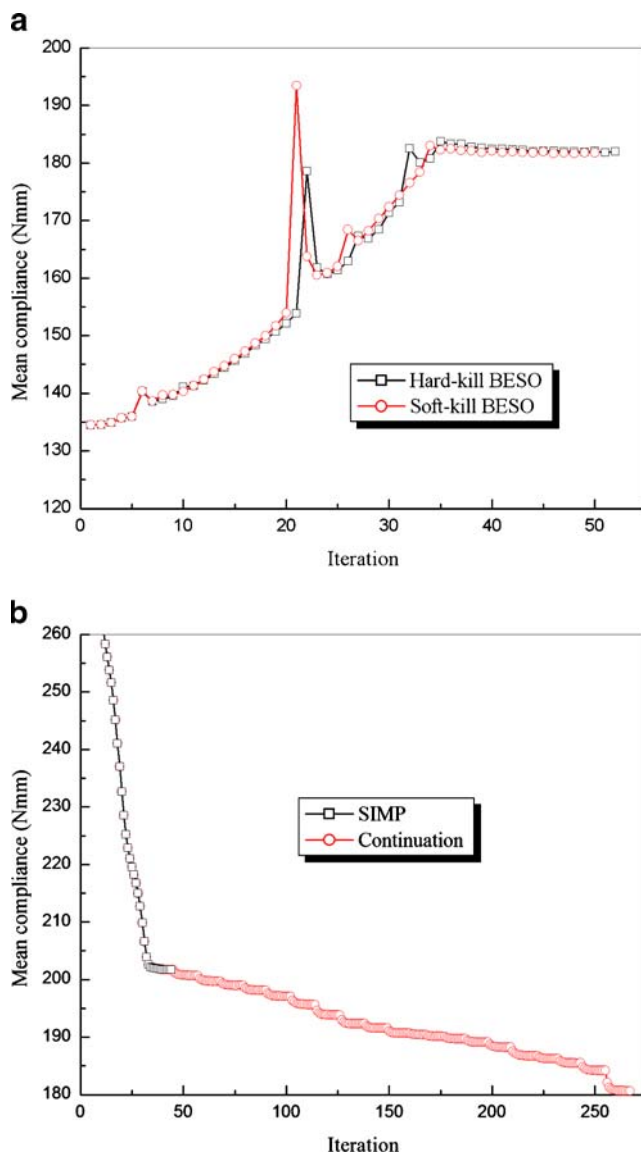 a
200
190
180
170
160
150
140
130
120
Mean compliance (Nmm)
Hard-kill BESO
Soft-kill BESO
0 10 20 30 40 50
Iteration
b
260
250
240
230
220
210
200
190
180
Mean compliance (Nmm)
SIMP
Continuation
0 50 100 150 200 250
Iteration